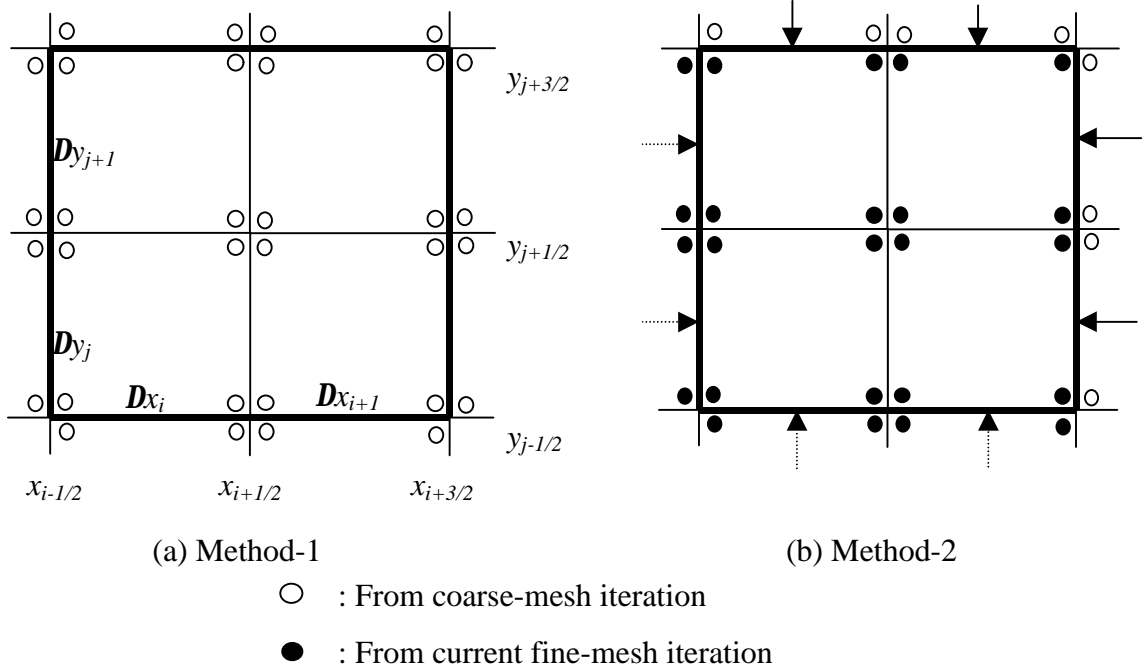 y_{j+3/2}
Dy_{j+1}
y_{j+1/2}
Dy_j
Dx_i
Dx_{i+1}
y_{j-1/2}
x_{i-1/2}
x_{i+1/2}
x_{i+3/2}
(a) Method-1
(b) Method-2
: From coarse-mesh iteration
: From current fine-mesh iteration